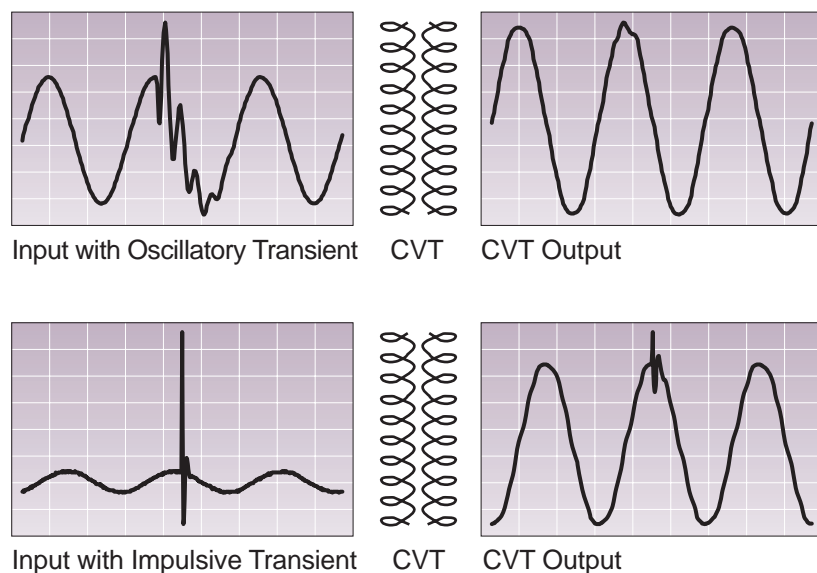 Input with Oscillatory Transient CVT CVT Output
Input with Impulsive Transient CVT CVT Output